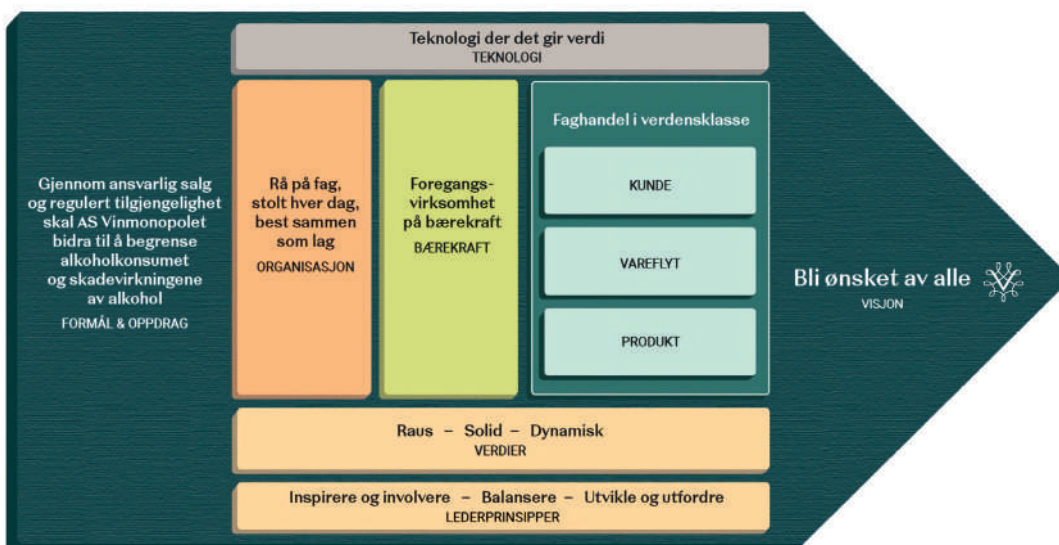 Teknologi der det gir verdi
TEKNOLOGI
Gjennom ansvarlig salg
og regulert tilgjengelighet
skal AS Vinmonopolet
bidra til å begrense
alkoholkonsumet
og skadevirkningene
av alkohol
FORMÅL & OPPDRAG
Rå på fag,
stolt hver dag,
best sammen
som lag
ORGANISASJON
Foregangs-
virksomhet
på bærekraft
BÆREKRAFT
Faghandel i verdensklasse
KUNDE
VAREFLYT
PRODUKT
Bli ønsket av alle
VISJON
Raus – Solid – Dynamisk
VERDIER
Inspirere og involvere – Balansere – Utvikle og utfordre
LEDERPRINSIPPER